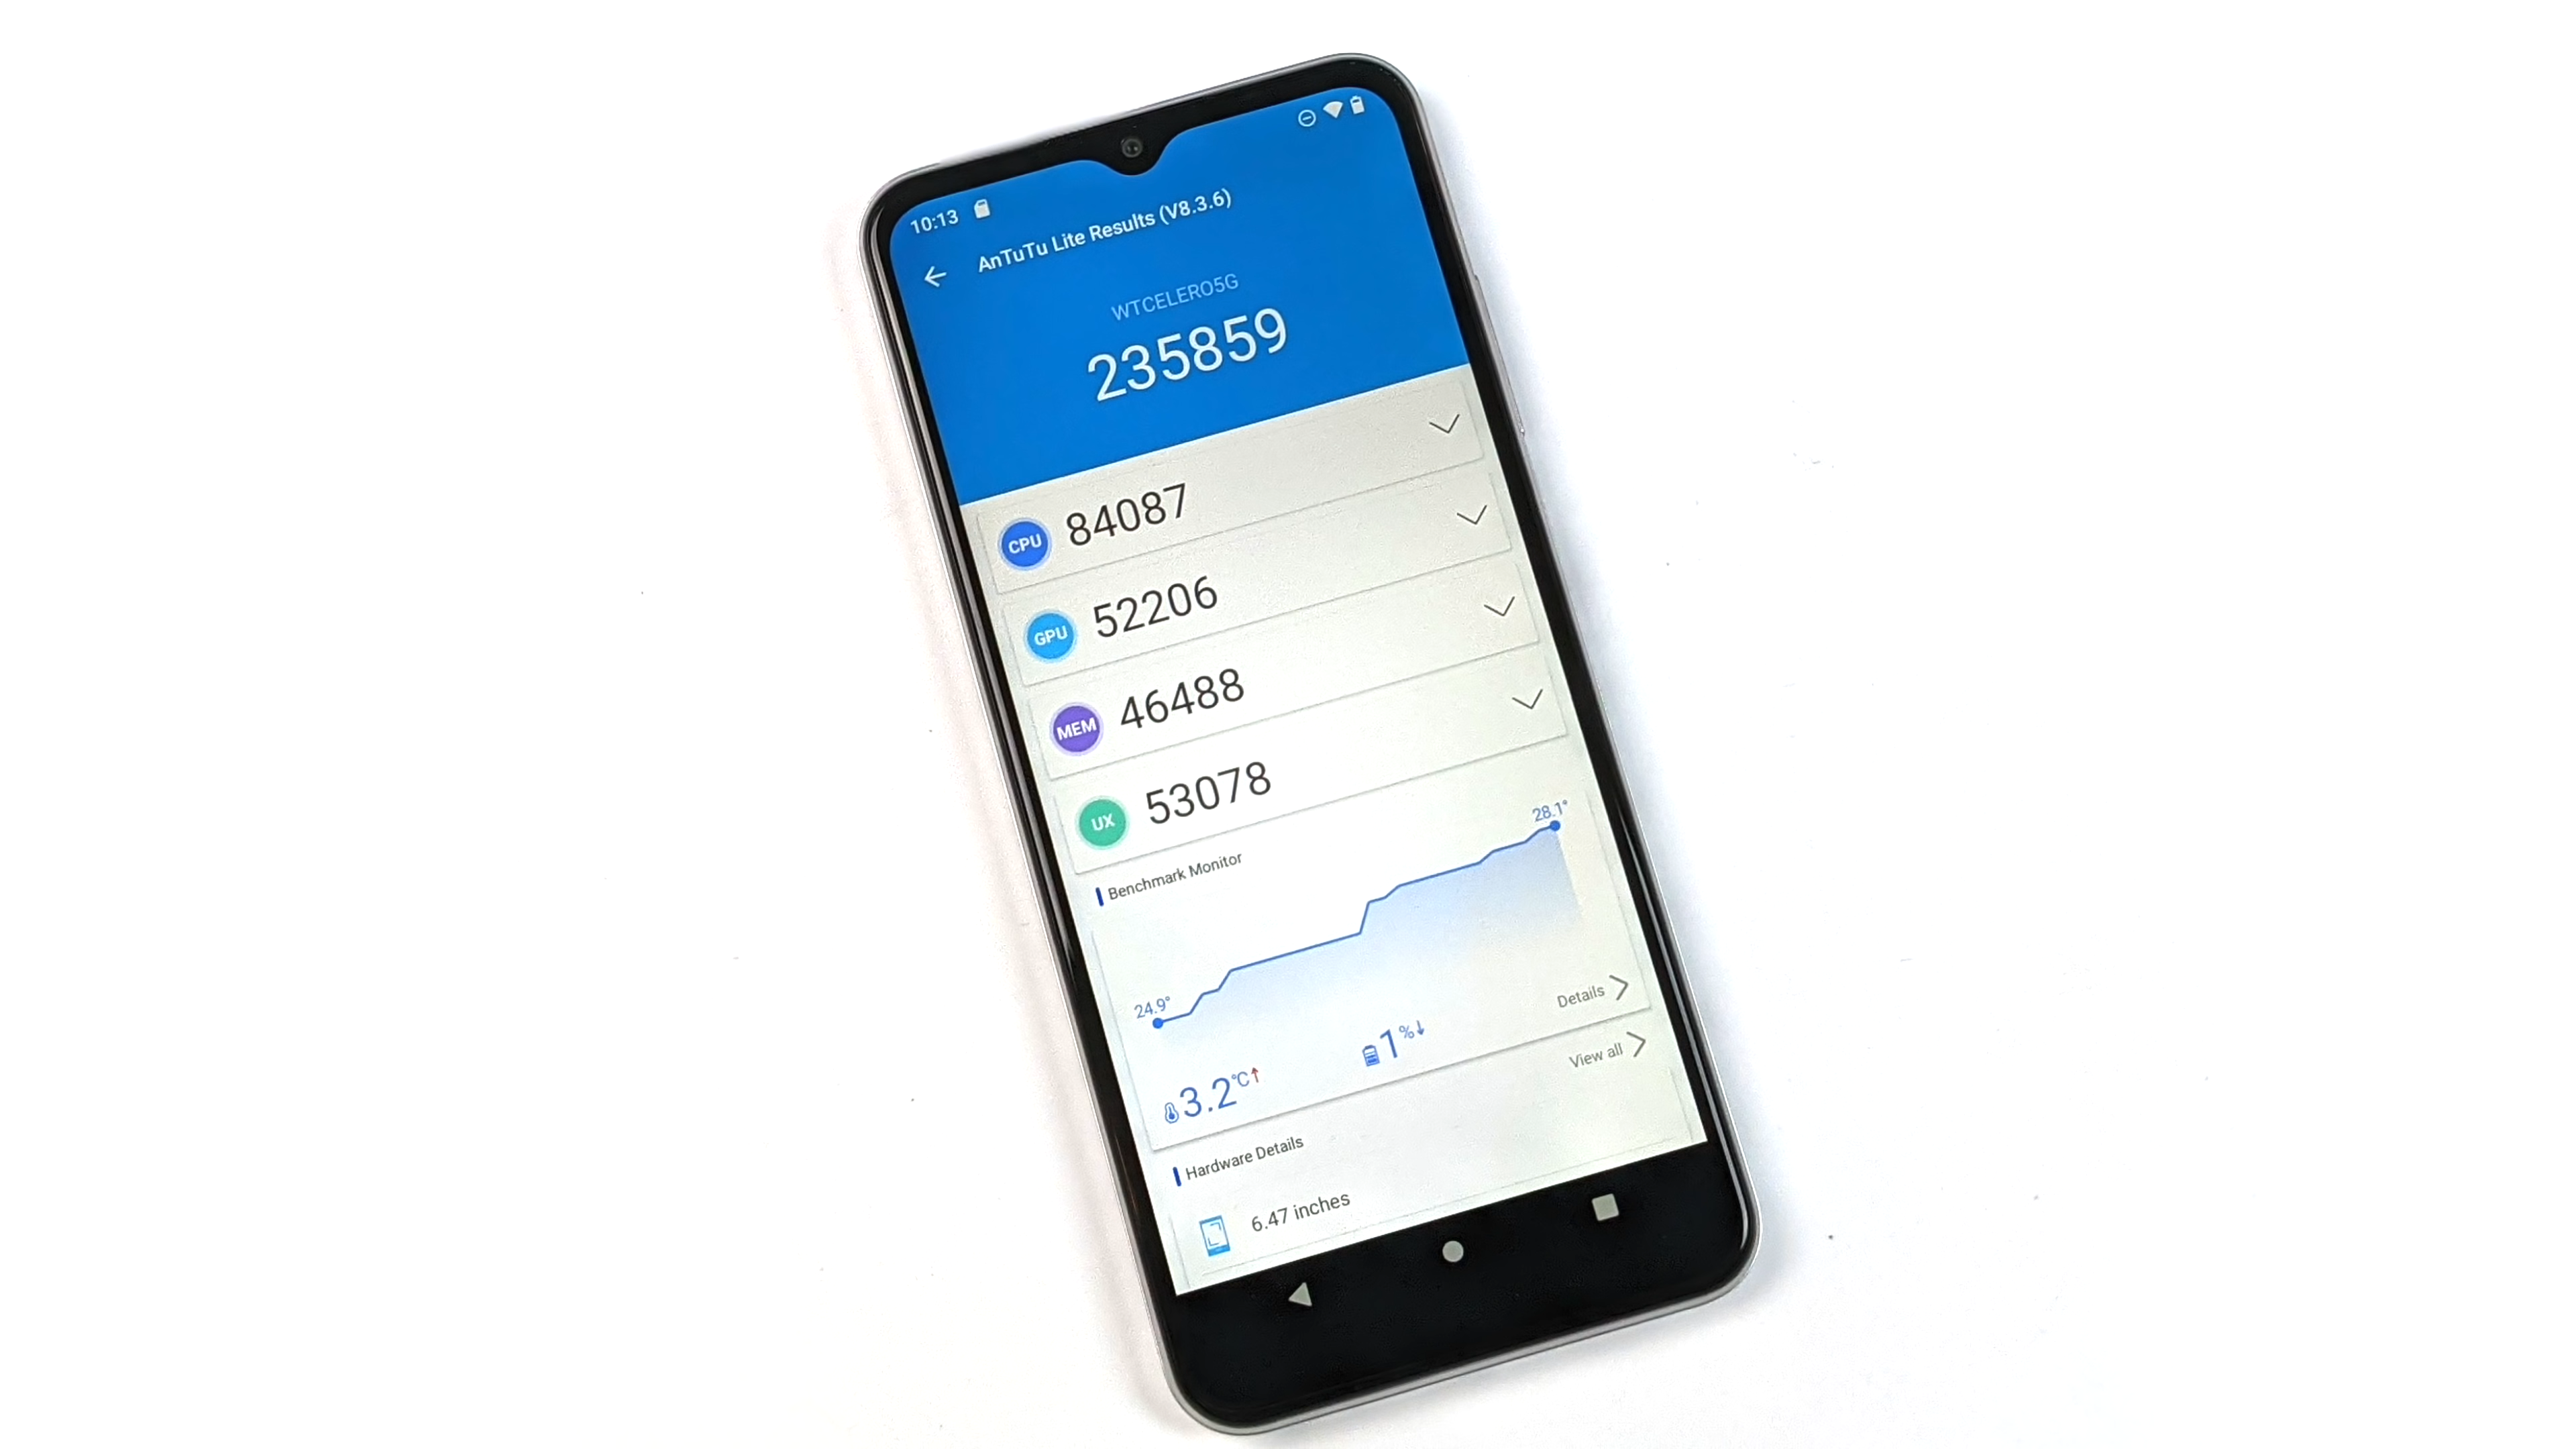 10:13
AnTuTu Lite Results (V8.3.6)
WTCELERO5G
235859
CPU 84087
GPU 52206
MEM 46488
UX 53078
Benchmark Monitor
28.1°
24.9°
3.2°C↑ 1%↓
Details
Hardware Details View all
6.47 inches